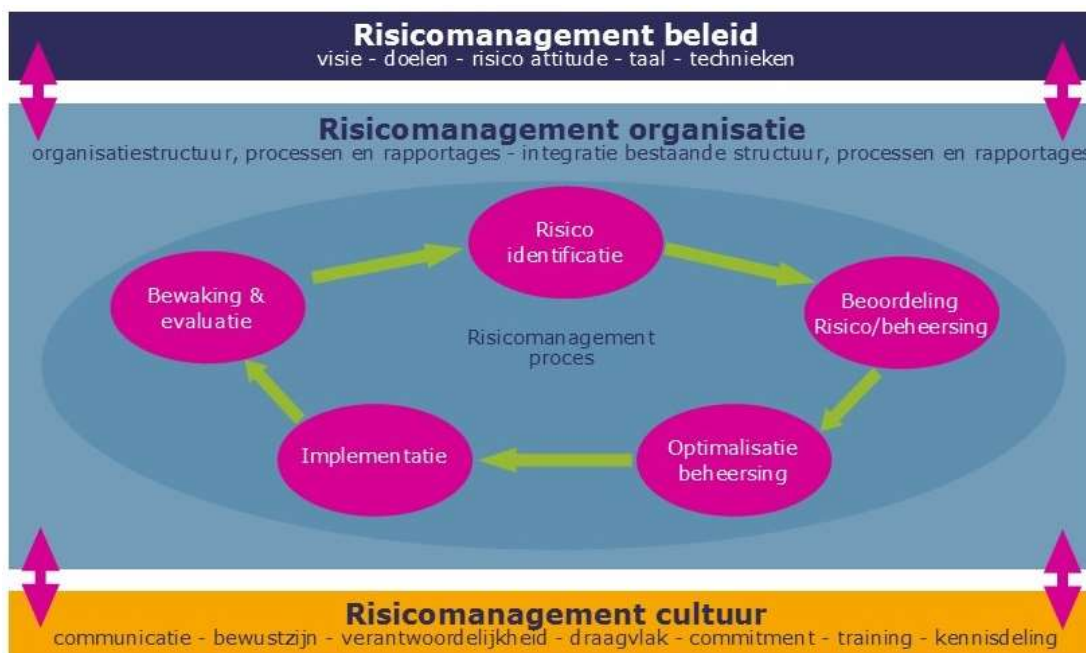 Risicomanagement beleid
visie - doelen - risico attitude - taal - technieken
Risicomanagement organisatie
organisatiestructuur, processen en rapportages - integratie bestaande structuur, processen en rapportages
Risico
identificatie
Beoordeling
Risico/beheersing
Optimalisatie
beheersing
Implementatie
Bewaking &
evaluatie
Risicomanagement
proces
Risicomanagement cultuur
communicatie - bewustzijn - verantwoordelijkheid - draagvlak - commitment - training - kennisdeling